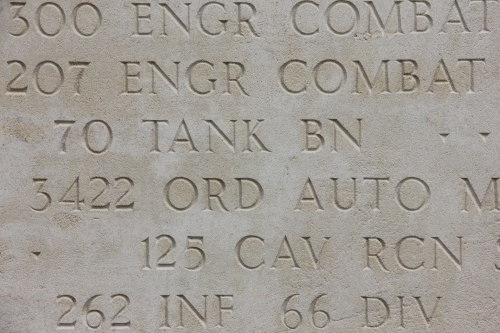 300 ENGR COMBAT
207 ENGR COMBAT
70 TANK BN
3422 ORD AUTO M
125 CAV RCN
262 INF 66 DIV